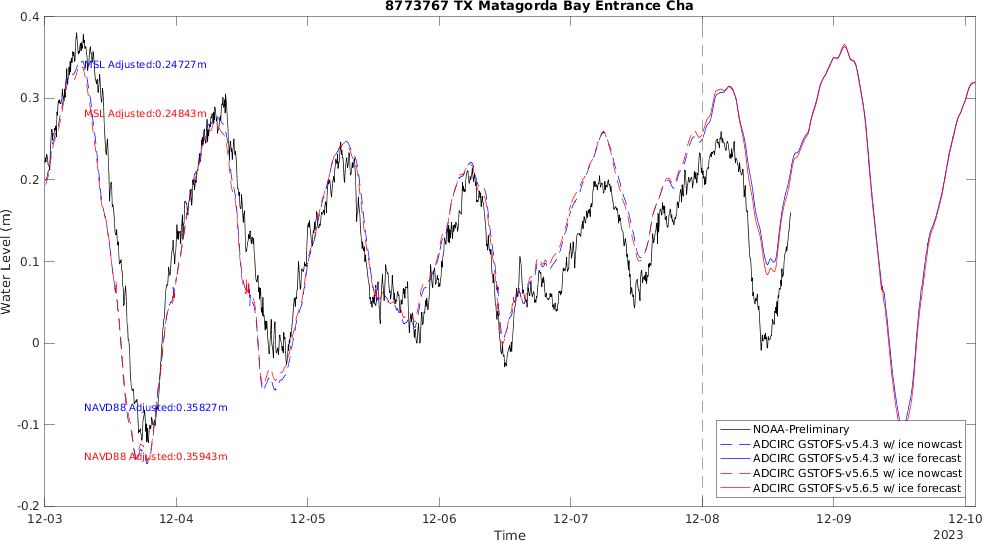 8773767 TX Matagorda Bay Entrance Cha
0.4
0.3
0.2
0.1
0
-0.1
-0.2
Water Level (m)
MSL Adjusted:0.24727m
MSL Adjusted:0.24843m
NAVD88 Adjusted:0.35827m
NAVD88 Adjusted:0.35943m
NOAA-Preliminary
ADCIRC GSTOFS-v5.4.3 w/ ice nowcast
ADCIRC GSTOFS-v5.4.3 w/ ice forecast
ADCIRC GSTOFS-v5.6.5 w/ ice nowcast
ADCIRC GSTOFS-v5.6.5 w/ ice forecast
12-03 12-04 12-05 12-06 12-07 12-08 12-09 12-10
Time
2023